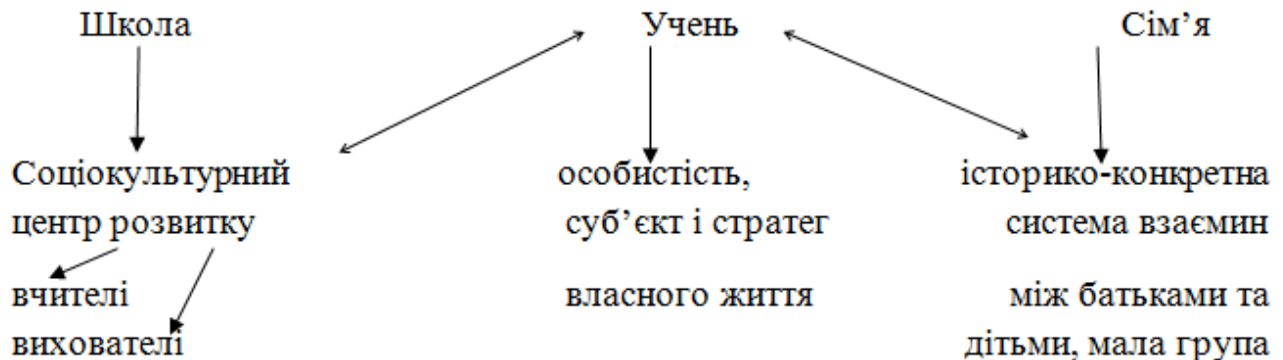 Школа Учень Сім’я
Соціокультурний особистість, історико-конкретна
центр розвитку суб’єкт і стратег система взаємин
вчителі власного життя між батьками та
вихователі дітьми, мала група